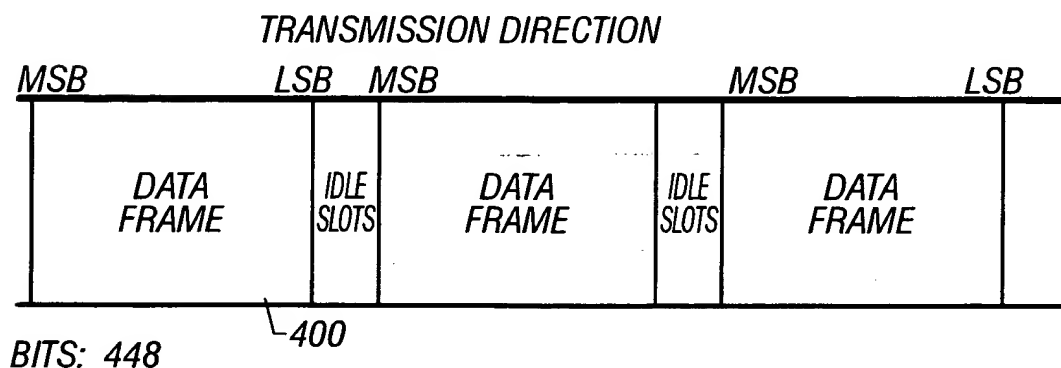 TRANSMISSION DIRECTION
MSB LSB MSB MSB LSB
DATA FRAME
IDLE SLOTS
DATA FRAME
IDLE SLOTS
DATA FRAME
400
BITS: 448